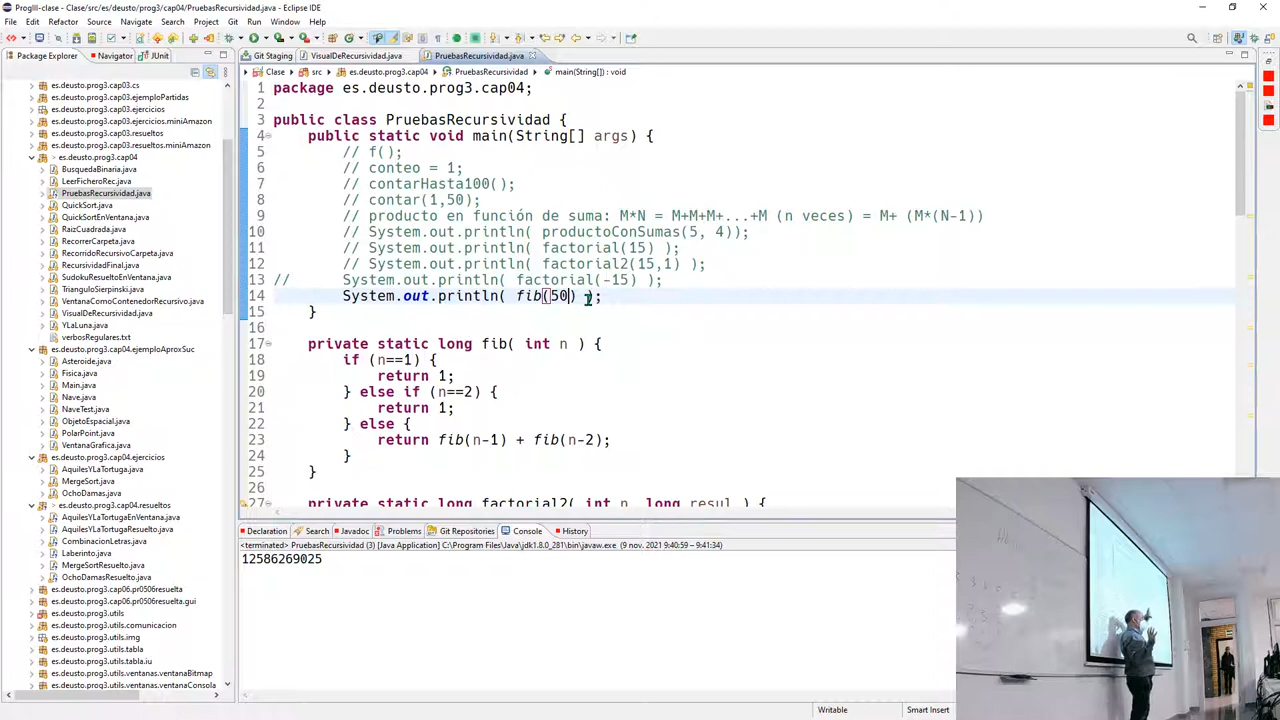 ProgIII-clase - Clase/src/es/deusto/prog3/cap04/PruebasRecursividad.java - Eclipse IDE
File Edit Refactor Source Navigate Search Project Git Run Window Help
Package Explorer Navigator JUnit
Git Staging VisualDeRecursividad.java PruebasRecursividad.java
Clase src es.deusto.prog3.cap04 PruebasRecursividad main(String[]) : void
es.deusto.prog3.cap03.cs
es.deusto.prog3.cap03.ejemploPartidas
es.deusto.prog3.cap03.ejercicios
es.deusto.prog3.cap03.ejercicios.miniAmazon
es.deusto.prog3.cap03.resueltos
es.deusto.prog3.cap03.resueltos.miniAmazon
es.deusto.prog3.cap04
BusquedaBinaria.java
LeerFicheroRec.java
PruebasRecursividad.java
QuickSort.java
QuickSortEnVentana.java
RaizCuadrada.java
RecorrerCarpeta.java
RecorridoRecursivoCarpeta.java
RecursividadFinal.java
SudokuResueltoEnVentana.java
TrianguloSierpinski.java
VentanaComoContenedorRecursivo.java
VisualDeRecursividad.java
YLaLuna.java
verbosRegulares.txt
es.deusto.prog3.cap04.ejemploAproxSuc
Asteroide.java
Fisica.java
Main.java
Nave.java
NaveTest.java
ObjetoEspacial.java
PolarPoint.java
VentanaGrafica.java
es.deusto.prog3.cap04.ejercicios
AquilesYLaTortuga.java
MergeSort.java
OchoDamas.java
es.deusto.prog3.cap04.resueltos
AquilesYLaTortugaEnVentana.java
AquilesYLaTortugaResuelto.java
CombinacionLetras.java
Laberinto.java
MergeSortResuelto.java
OchoDamasResuelto.java
es.deusto.prog3.cap06.pr0506resuelta
es.deusto.prog3.cap06.pr0506resuelta.gui
es.deusto.prog3.utils
es.deusto.prog3.utils.comunicacion
es.deusto.prog3.utils.img
es.deusto.prog3.utils.tabla
es.deusto.prog3.utils.tabla.iu
es.deusto.prog3.utils.ventanas.ventanaBitmap
es.deusto.prog3.utils.ventanas.ventanaConsola
1 package es.deusto.prog3.cap04;
2
3 public class PruebasRecursividad {
4 public static void main(String[] args) {
5 // f();
6 // conteo = 1;
7 // contarHasta100();
8 // contar(1,50);
9 // producto en función de suma: M*N = M+M+M+...+M (n veces) = M+ (M*(N-1))
10 // System.out.println( productoConSumas(5, 4));
11 // System.out.println( factorial(15) );
12 // System.out.println( factorial2(15,1) );
13 // System.out.println( factorial(-15) );
14 System.out.println( fib(50) );
15 }
16
17 private static long fib( int n ) {
18 if (n==1) {
19 return 1;
20 } else if (n==2) {
21 return 1;
22 } else {
23 return fib(n-1) + fib(n-2);
24 }
25 }
26
27 private static long factorial2( int n, long resul ) {
Declaration Search Javadoc Problems Git Repositories Console History
<terminated> PruebasRecursividad (3) [Java Application] C:\Program Files\Java\jdk1.8.0_281\bin\javaw.exe (9 nov. 2021 9:40:59 – 9:41:34)
12586269025
Writable Smart Insert